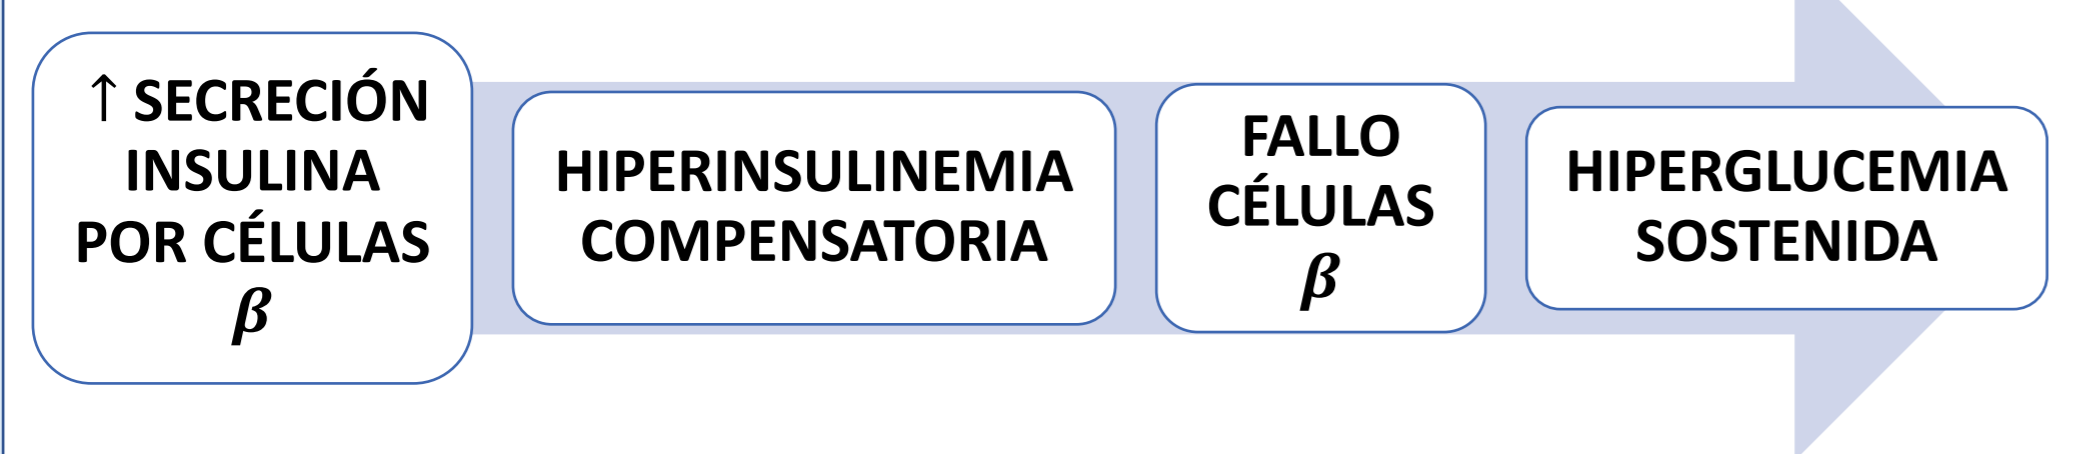 ↑ SECRECIÓN
INSULINA
POR CÉLULAS
β
HIPERINSULINEMIA
COMPENSATORIA
FALLO
CÉLULAS
β
HIPERGLUCEMIA
SOSTENIDA